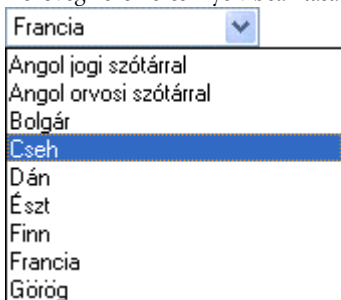 Francia
Angol jogi szótárral
Angol orvosi szótárral
Bolgár
Cseh
Dán
Észt
Finn
Francia
Görög